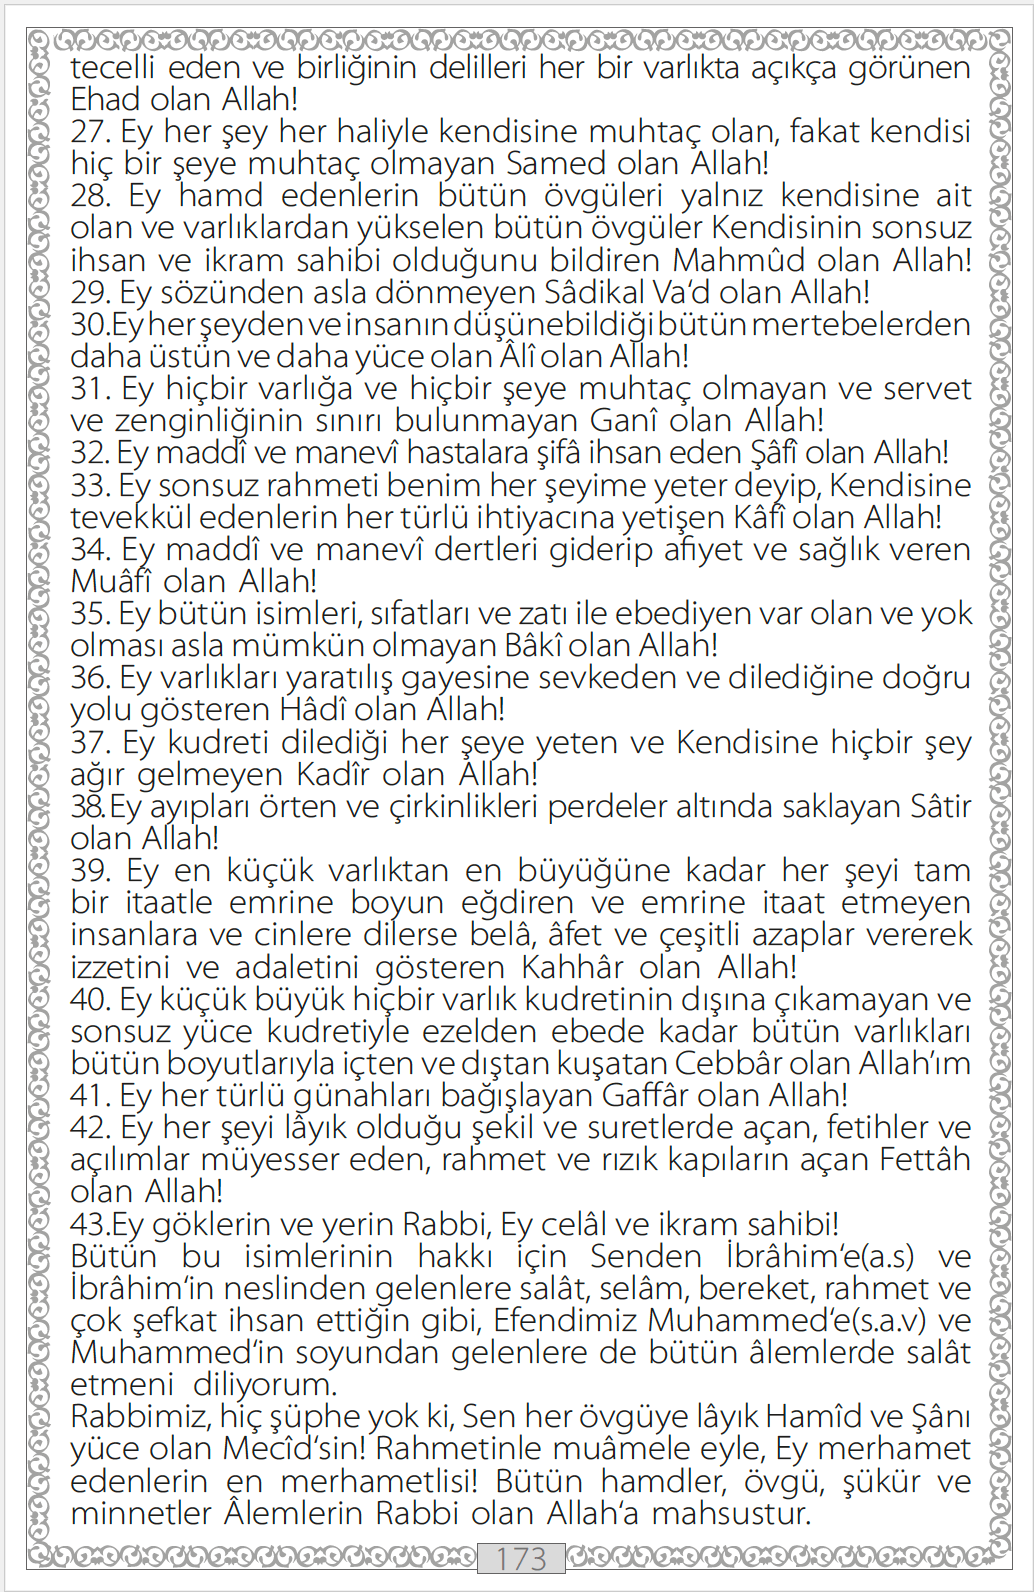 tecelli eden ve birliğinin delilleri her bir varlıkta açıkça görünen
Ehad olan Allah!
27. Ey her şey her haliyle kendisine muhtaç olan, fakat kendisi
hiç bir şeye muhtaç olmayan Samed olan Allah!
28. Ey hamd edenlerin bütün övgüleri yalnız kendisine ait
olan ve varlıklardan yükselen bütün övgüler Kendisinin sonsuz
ihsan ve ikram sahibi olduğunu bildiren Mahmûd olan Allah!
29. Ey sözünden asla dönmeyen Sâdikal Va‘d olan Allah!
30.Ey her şeyden ve insanın düşünebildiği bütün mertebelerden
daha üstün ve daha yüce olan Âlî olan Allah!
31. Ey hiçbir varlığa ve hiçbir şeye muhtaç olmayan ve servet
ve zenginliğinin sınırı bulunmayan Ganî olan Allah!
32. Ey maddî ve manevî hastalara şifâ ihsan eden Şâfî olan Allah!
33. Ey sonsuz rahmeti benim her şeyime yeter deyip, Kendisine
tevekkül edenlerin her türlü ihtiyacına yetişen Kâfî olan Allah!
34. Ey maddî ve manevî dertleri giderip afiyet ve sağlık veren
Muâfî olan Allah!
35. Ey bütün isimleri, sıfatları ve zatı ile ebediyen var olan ve yok
olması asla mümkün olmayan Bâkî olan Allah!
36. Ey varlıkları yaratılış gayesine sevkeden ve dilediğine doğru
yolu gösteren Hâdî olan Allah!
37. Ey kudreti dilediği her şeye yeten ve Kendisine hiçbir şey
ağır gelmeyen Kadîr olan Allah!
38.Ey ayıpları örten ve çirkinlikleri perdeler altında saklayan Sâtir
olan Allah!
39. Ey en küçük varlıktan en büyüğüne kadar her şeyi tam
bir itaatle emrine boyun eğdiren ve emrine itaat etmeyen
insanlara ve cinlere dilerse belâ, âfet ve çeşitli azaplar vererek
izzetini ve adaletini gösteren Kahhâr olan Allah!
40. Ey küçük büyük hiçbir varlık kudretinin dışına çıkamayan ve
sonsuz yüce kudretiyle ezelden ebede kadar bütün varlıkları
bütün boyutlarıyla içten ve dıştan kuşatan Cebbâr olan Allah’ım
41. Ey her türlü günahları bağışlayan Gaffâr olan Allah!
42. Ey her şeyi lâyık olduğu şekil ve suretlerde açan, fetihler ve
açılımlar müyesser eden, rahmet ve rızık kapıların açan Fettâh
olan Allah!
43.Ey göklerin ve yerin Rabbi, Ey celâl ve ikram sahibi!
Bütün bu isimlerinin hakkı için Senden İbrâhim‘e(a.s) ve
İbrâhim‘in neslinden gelenlere salât, selâm, bereket, rahmet ve
çok şefkat ihsan ettiğin gibi, Efendimiz Muhammed‘e(s.a.v) ve
Muhammed‘in soyundan gelenlere de bütün âlemlerde salât
etmeni diliyorum.
Rabbimiz, hiç şüphe yok ki, Sen her övgüye lâyık Hamîd ve Şânı
yüce olan Mecîd‘sin! Rahmetinle muâmele eyle, Ey merhamet
edenlerin en merhametlisi! Bütün hamdler, övgü, şükür ve
minnetler Âlemlerin Rabbi olan Allah‘a mahsustur.
173